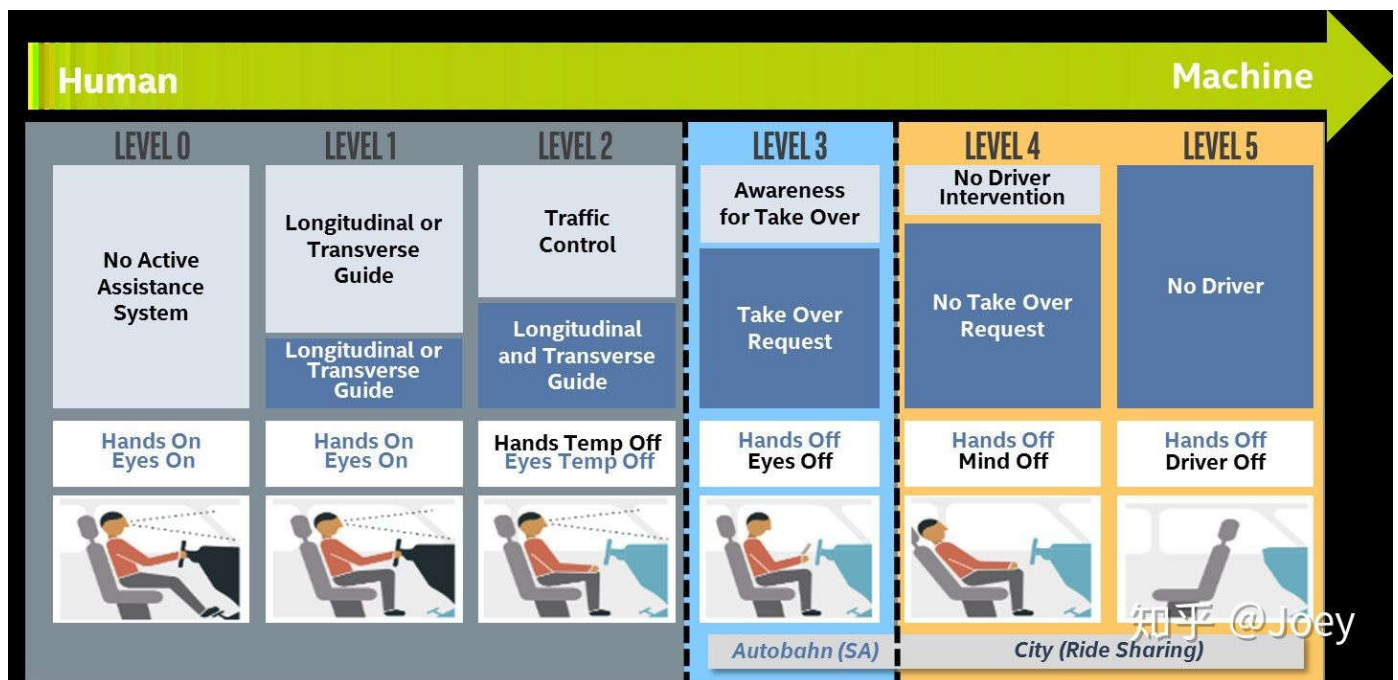 Human
Machine
LEVEL 0
LEVEL 1
LEVEL 2
LEVEL 3
LEVEL 4
LEVEL 5
No Active
Assistance
System
Longitudinal or
Transverse
Guide
Longitudinal or
Transverse
Guide
Traffic
Control
Longitudinal
and Transverse
Guide
Awareness
for Take Over
Take Over
Request
No Driver
Intervention
No Take Over
Request
No Driver
Hands On
Eyes On
Hands On
Eyes On
Hands Temp Off
Eyes Temp Off
Hands Off
Eyes Off
Hands Off
Mind Off
Hands Off
Driver Off
知乎 @Joey
Autobahn (SA)
City (Ride Sharing)